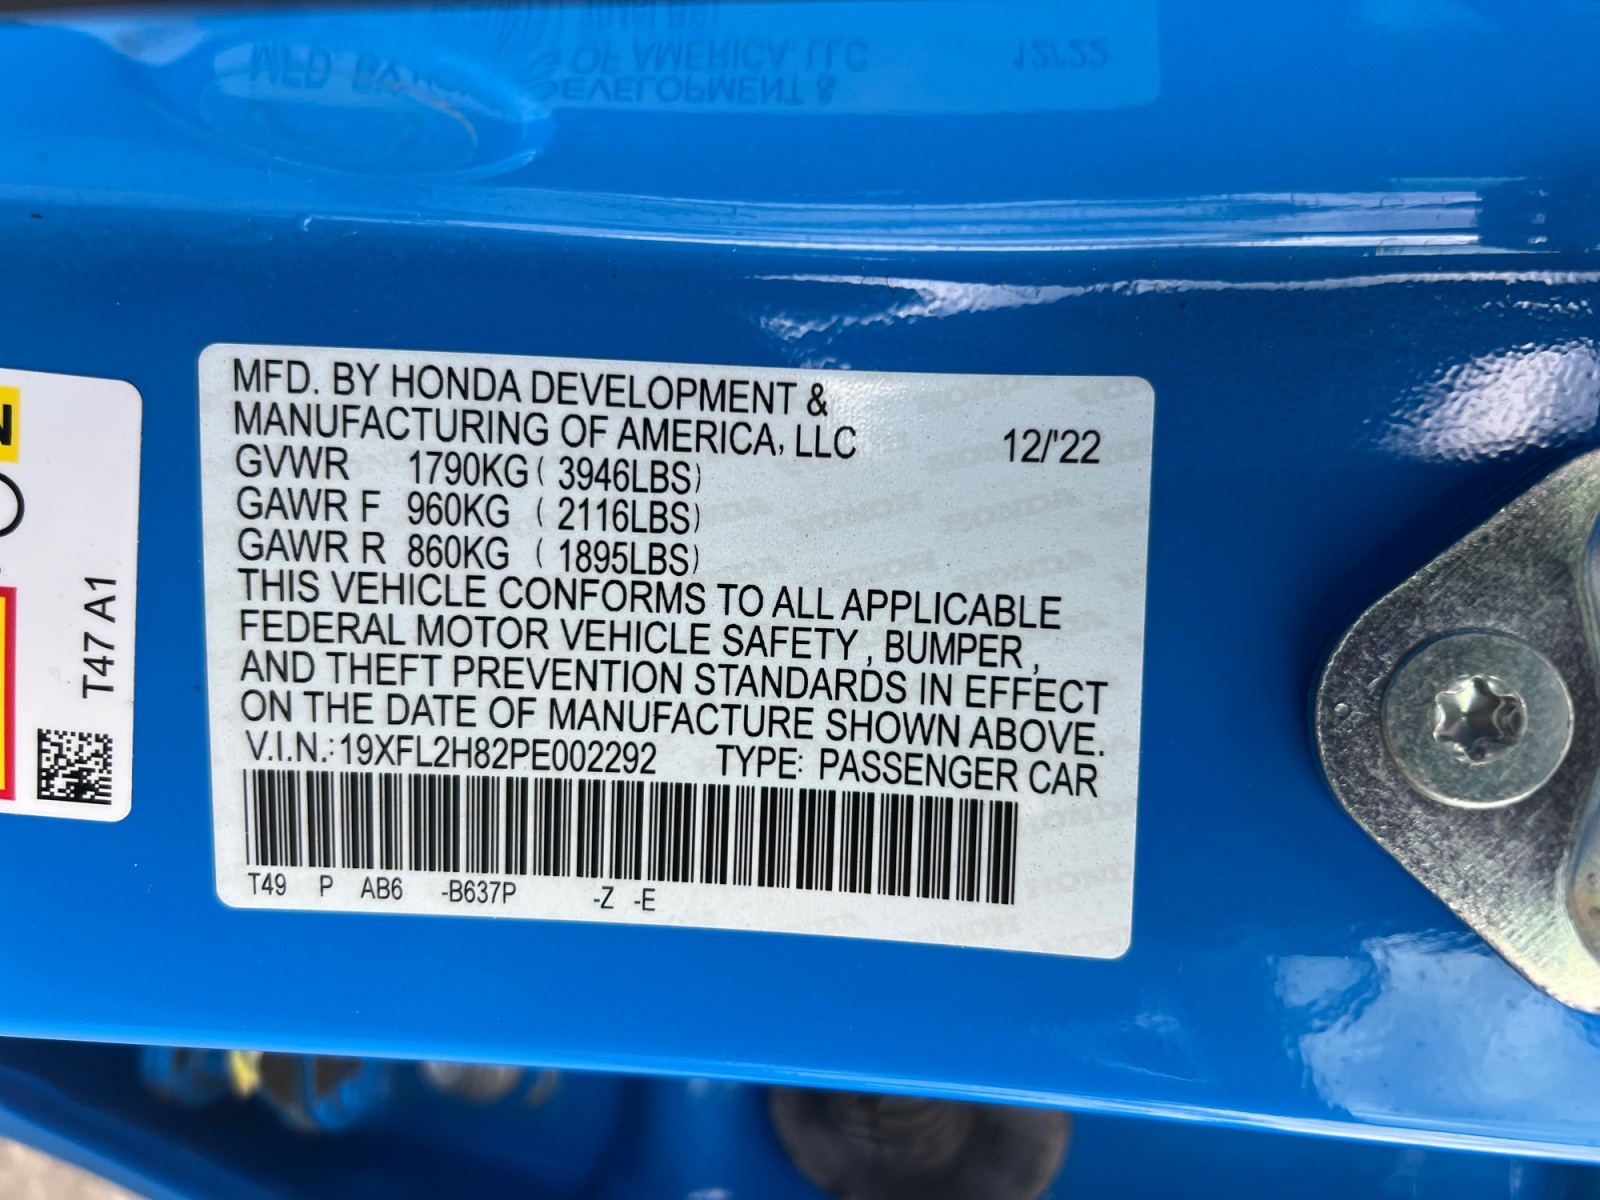 MFD. BY HONDA DEVELOPMENT &
MANUFACTURING OF AMERICA, LLC 12/'22
GVWR 1790KG ( 3946LBS)
GAWR F 960KG ( 2116LBS)
GAWR R 860KG ( 1895LBS)
THIS VEHICLE CONFORMS TO ALL APPLICABLE
FEDERAL MOTOR VEHICLE SAFETY , BUMPER ,
AND THEFT PREVENTION STANDARDS IN EFFECT
ON THE DATE OF MANUFACTURE SHOWN ABOVE.
V.I.N.: 19XFL2H82PE002292 TYPE: PASSENGER CAR
T49 P AB6 -B637P -Z -E
T47 A1